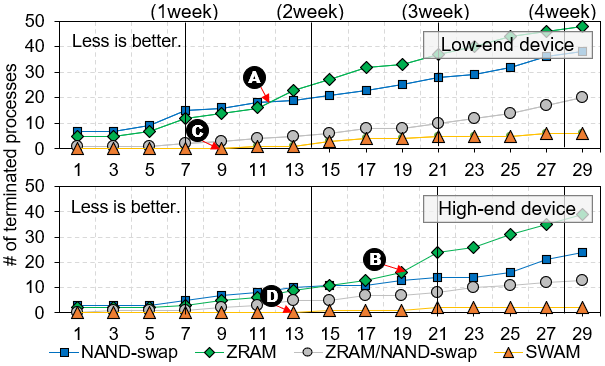 (1week) (2week) (3week) (4week)
50
40
30
20
10
0
Less is better.
Low-end device
A
C
1 3 5 7 9 11 13 15 17 19 21 23 25 27 29
# of terminated processes
50
40
30
20
10
0
Less is better.
High-end device
B
D
1 3 5 7 9 11 13 15 17 19 21 23 25 27 29
NAND-swap ZRAM ZRAM/NAND-swap SWAM